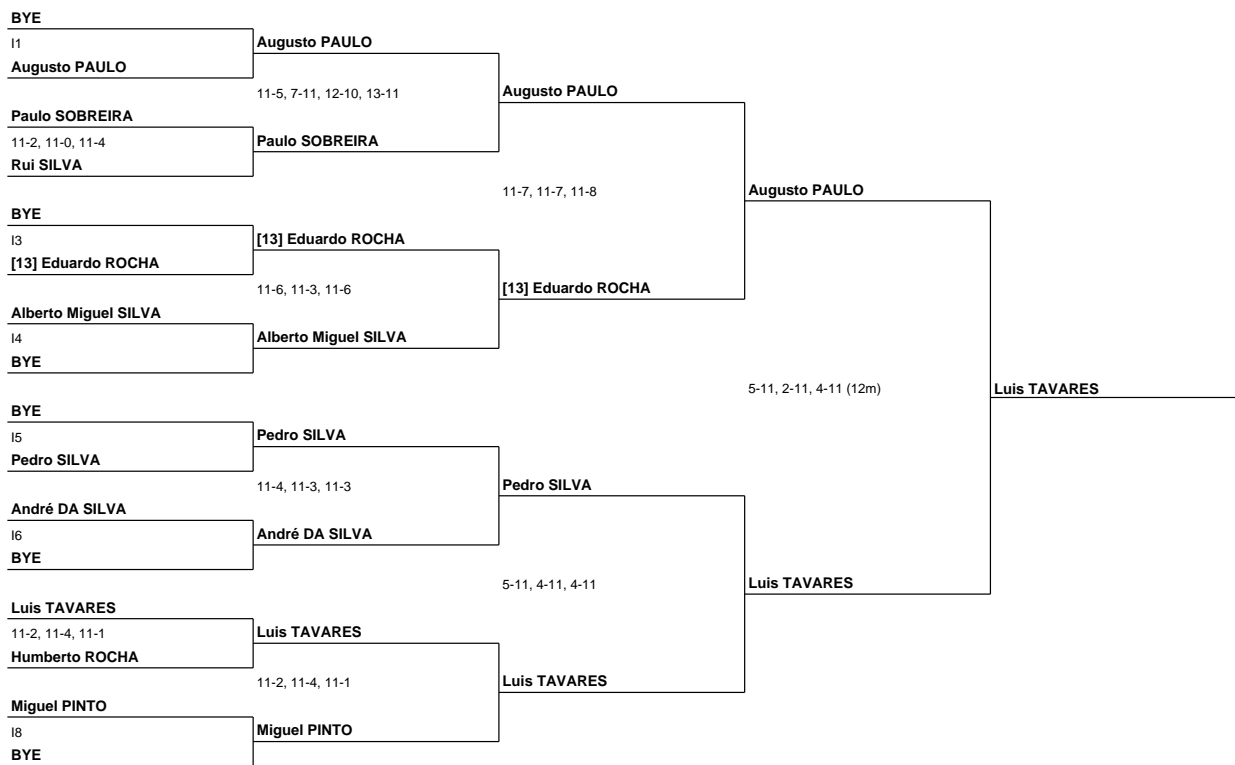 BYE
I1
Augusto PAULO
Paulo SOBREIRA
11-2, 11-0, 11-4
Rui SILVA
BYE
I3
[13] Eduardo ROCHA
Alberto Miguel SILVA
I4
BYE
BYE
I5
Pedro SILVA
André DA SILVA
I6
BYE
Luis TAVARES
11-2, 11-4, 11-1
Humberto ROCHA
Miguel PINTO
I8
BYE
Augusto PAULO
11-5, 7-11, 12-10, 13-11
Paulo SOBREIRA
[13] Eduardo ROCHA
11-6, 11-3, 11-6
Alberto Miguel SILVA
Pedro SILVA
11-4, 11-3, 11-3
André DA SILVA
Luis TAVARES
11-2, 11-4, 11-1
Miguel PINTO
Augusto PAULO
11-7, 11-7, 11-8
[13] Eduardo ROCHA
Pedro SILVA
5-11, 4-11, 4-11
Luis TAVARES
Augusto PAULO
5-11, 2-11, 4-11 (12m)
Luis TAVARES
Luis TAVARES